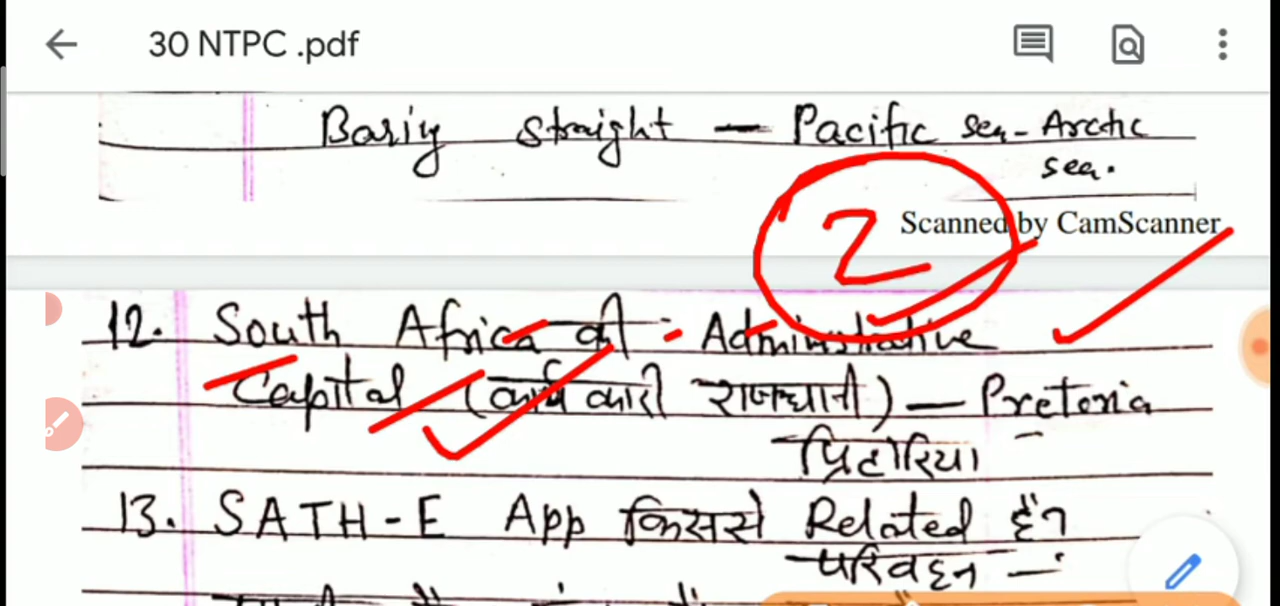 30 NTPC .pdf
Bariy straight — Pacific sea - Arctic
sea.
2
Scanned by CamScanner
12. South Africa की - Administrative
Capital (कार्यकारी राजधानी) — Pretoria
प्रिटोरिया
13. SATH-E App किससे Related है?
परिवहन —